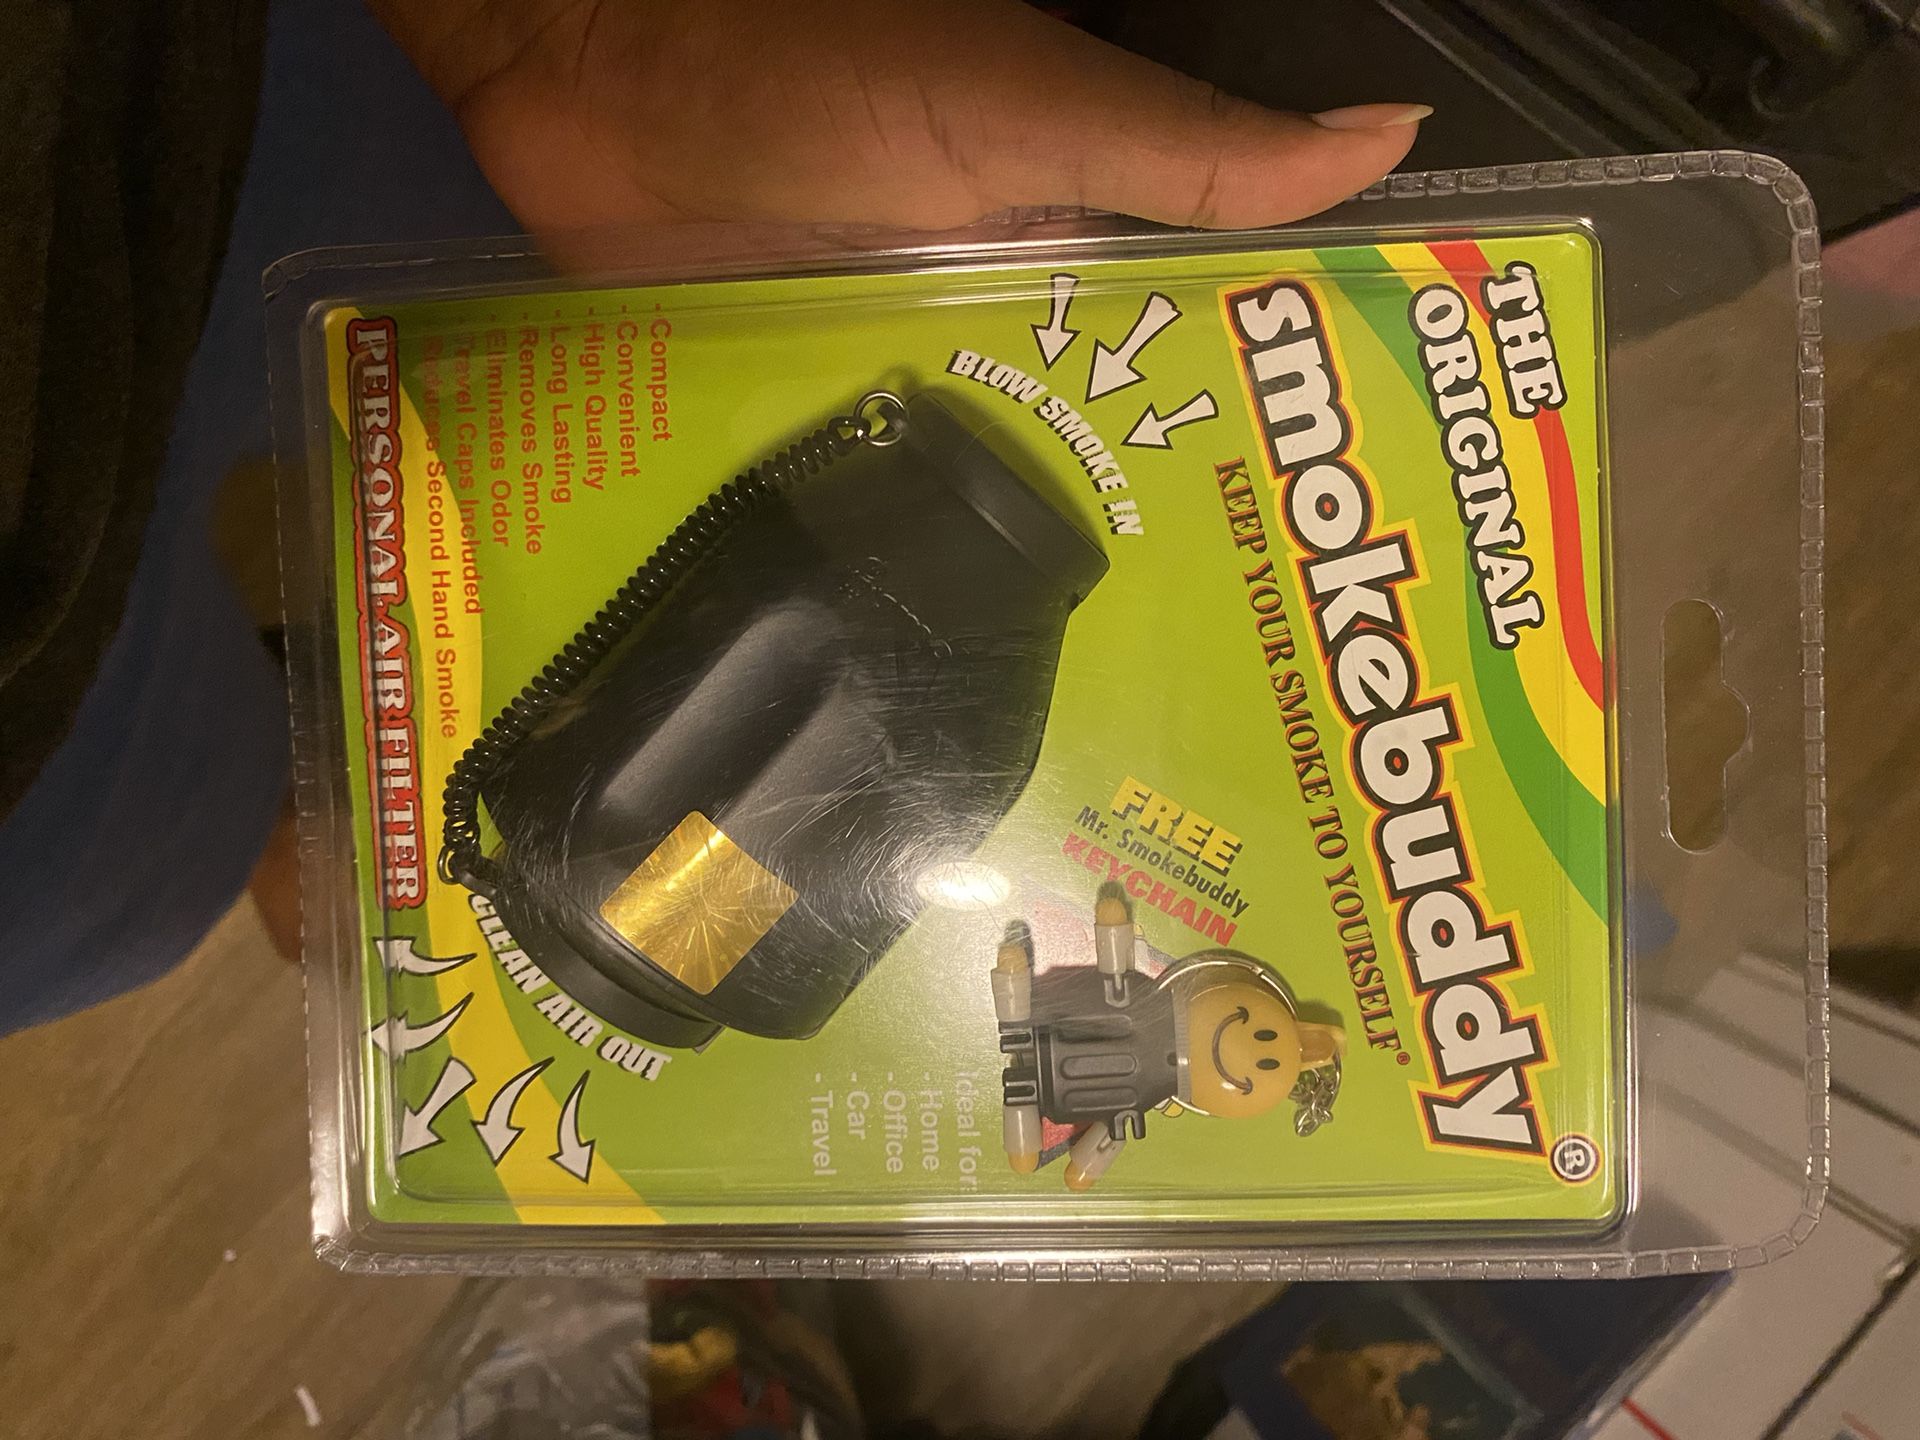 THE
ORIGINAL
smokebuddy®
KEEP YOUR SMOKE TO YOURSELF®
BLOW SMOKE IN
FREE
Mr. Smokebuddy
KEYCHAIN
-Compact
-Convenient
-High Quality
-Long Lasting
-Removes Smoke
-Eliminates Odor
-Travel Caps Included
-Reduces Second Hand Smoke
Ideal for:
-Home
-Office
-Car
-Travel
CLEAN AIR OUT
PERSONAL AIR FILTER